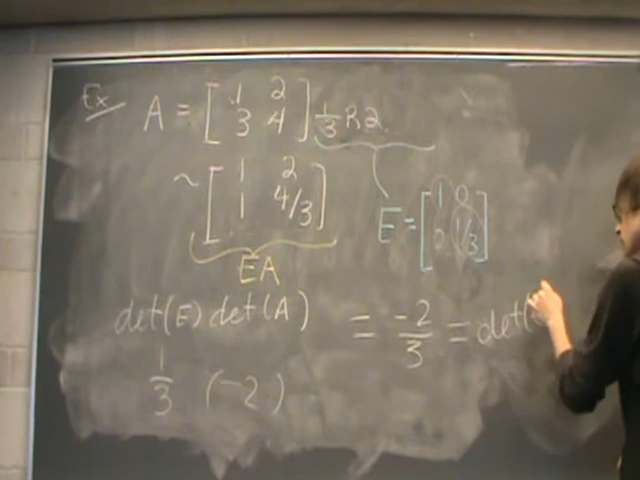 Ex A = [ 1 2 ; 3 4 ] 1/3 R2
~ [ 1 2 ; 1 4/3 ] E = [ 1 0 ; 0 1/3 ]
EA
det(E) det(A) = -2/3 = det(
1/3 (-2)